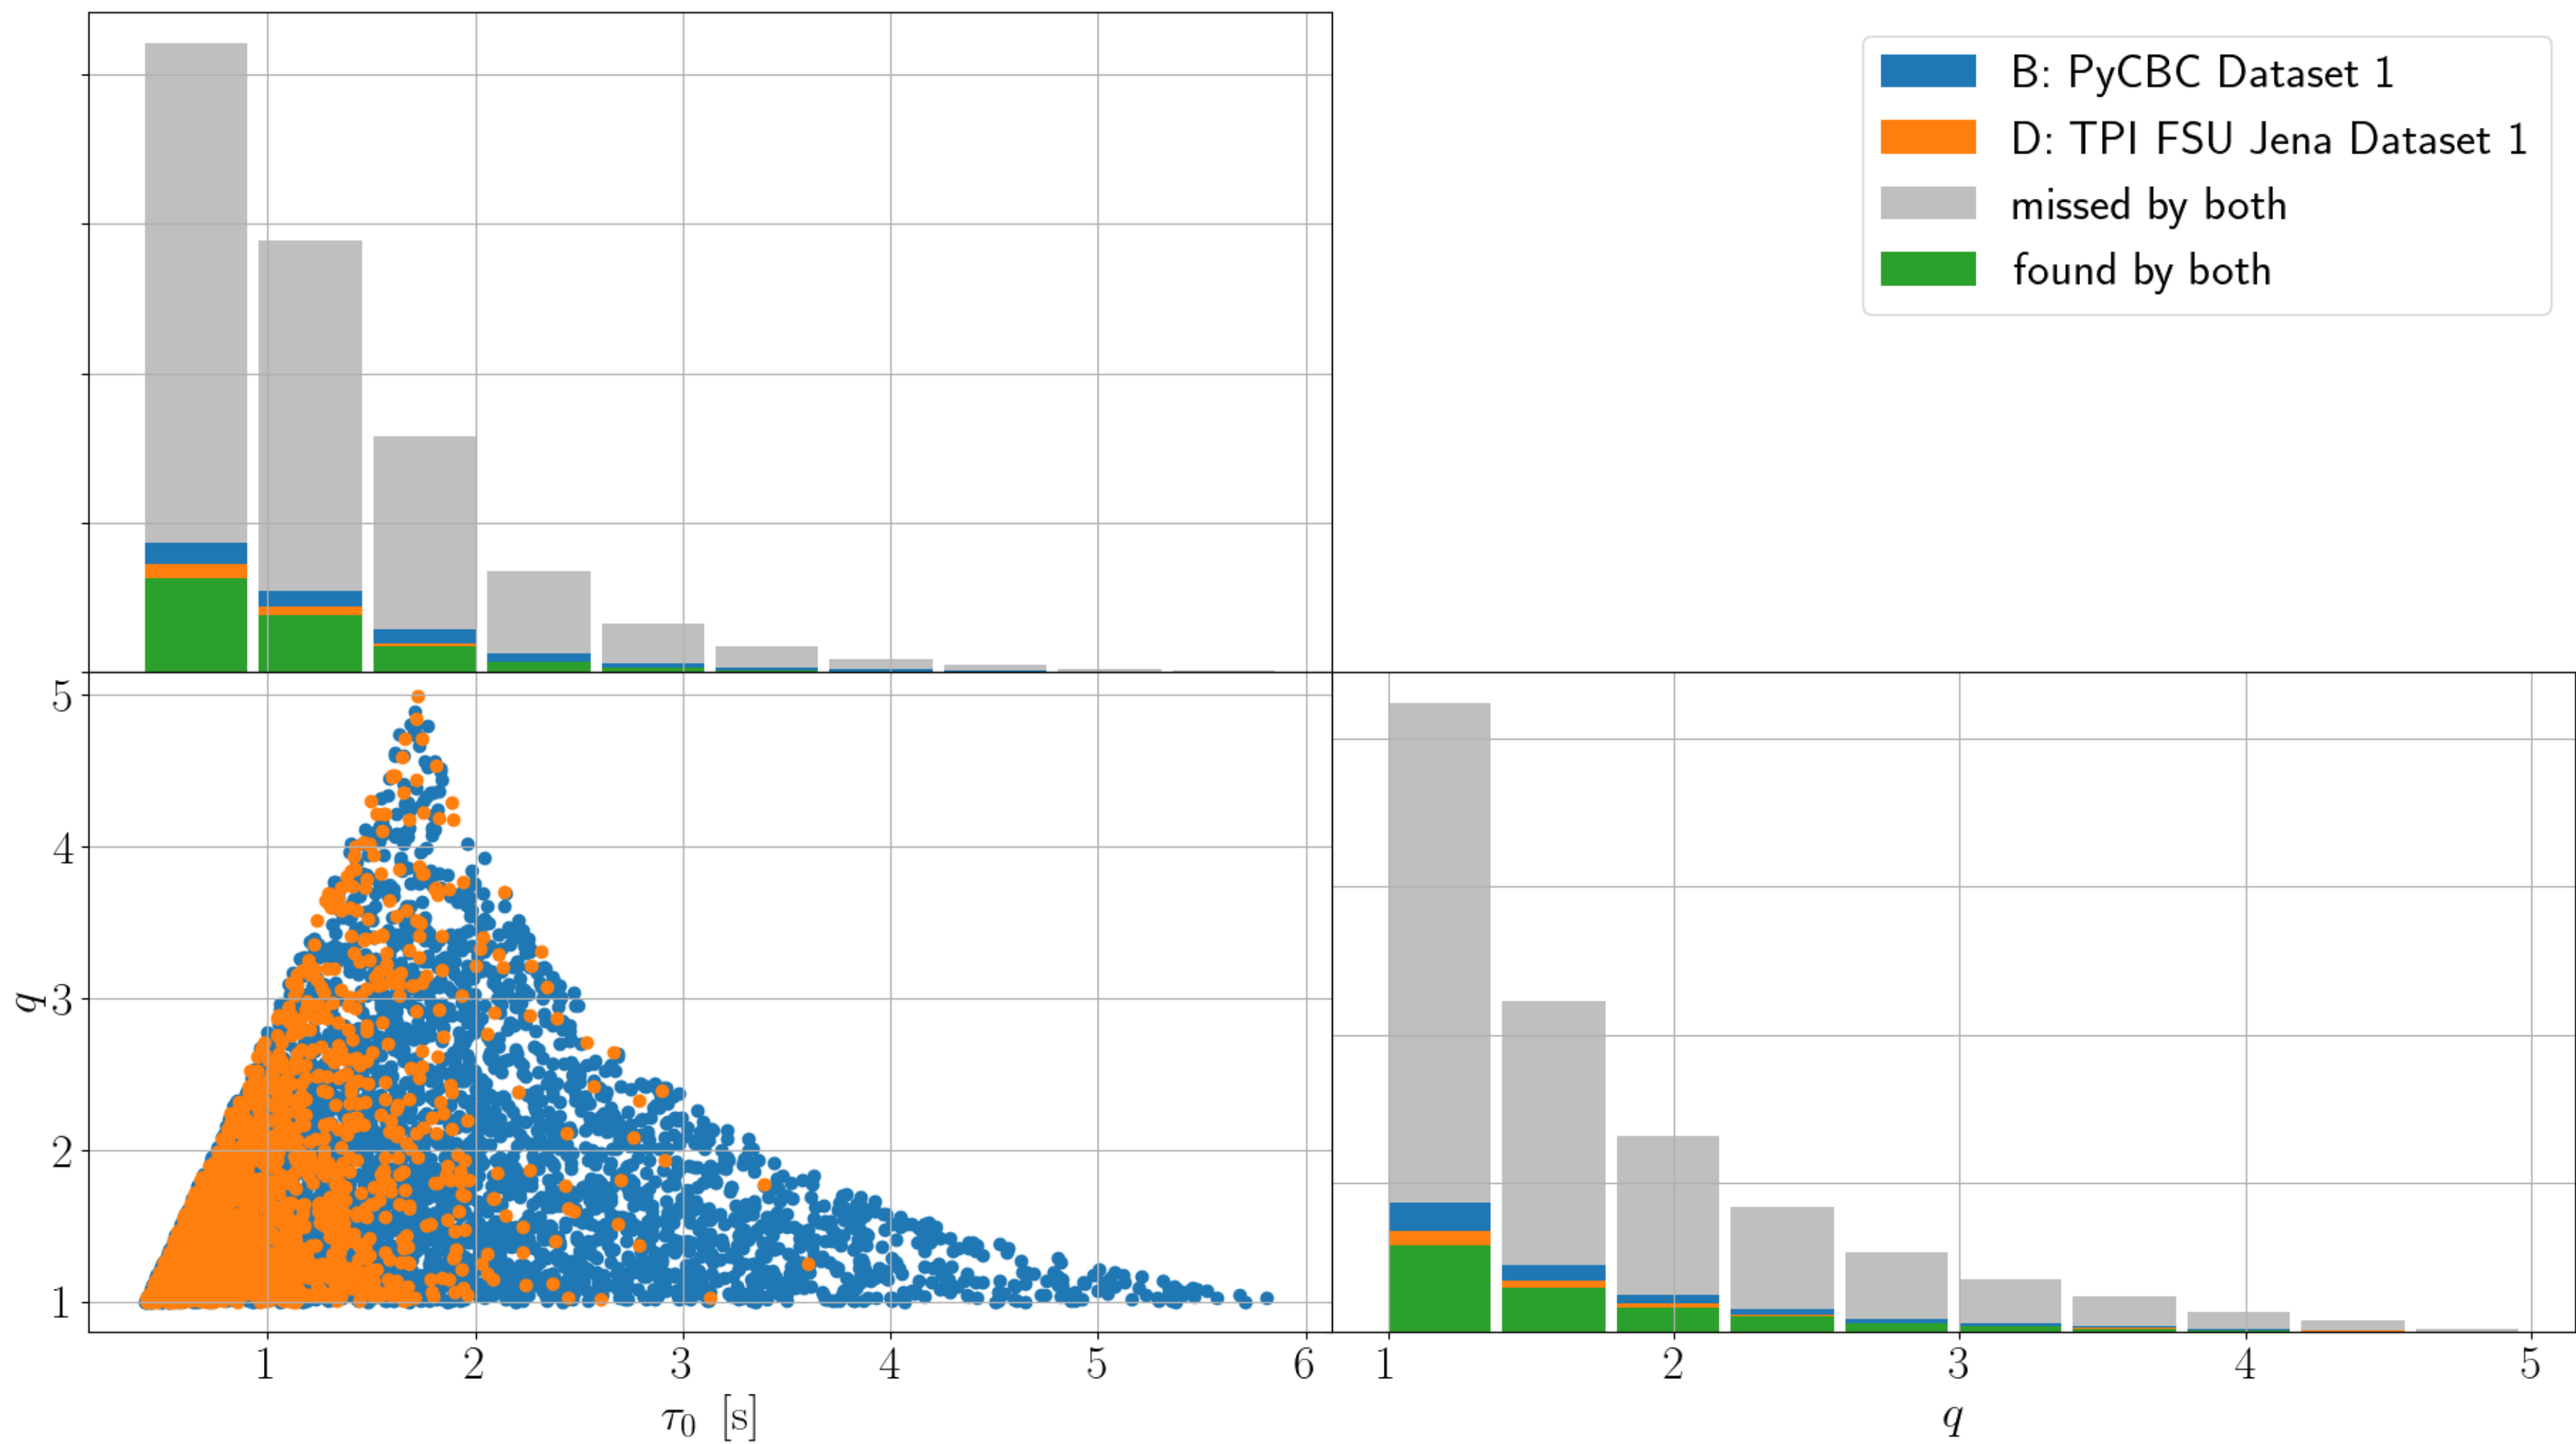 B: PyCBC Dataset 1
D: TPI FSU Jena Dataset 1
missed by both
found by both
5
4
3
2
1
q
1 2 3 4 5 6
τ₀ [s]
1 2 3 4 5
q